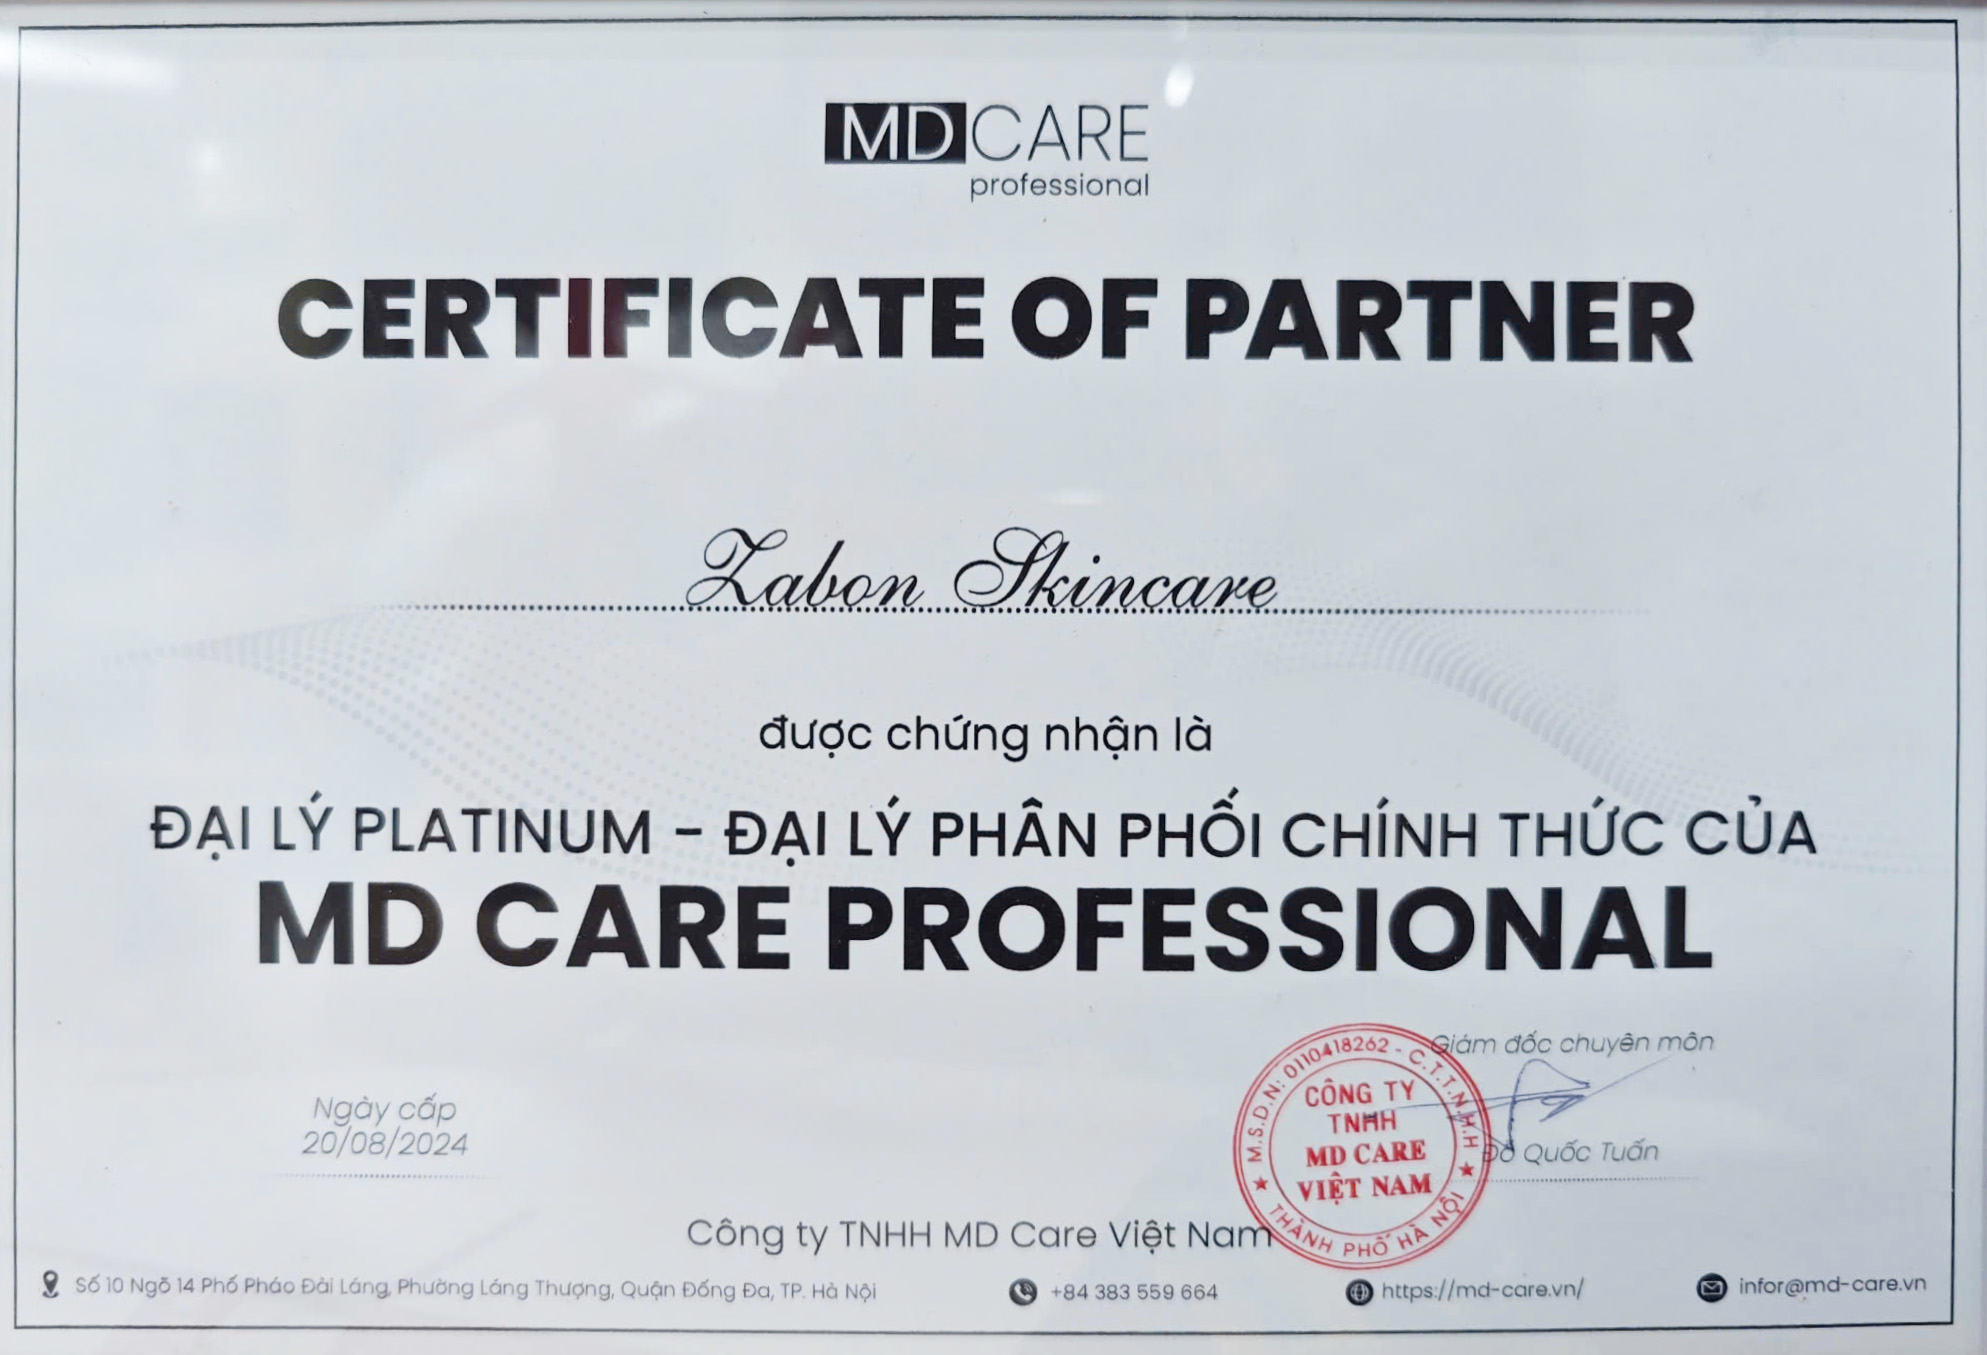 MD CARE
professional
CERTIFICATE OF PARTNER
Zabon Skincare
được chứng nhận là
ĐẠI LÝ PLATINUM - ĐẠI LÝ PHÂN PHỐI CHÍNH THỨC CỦA
MD CARE PROFESSIONAL
Giám đốc chuyên môn
M.S.D.N: 0110418262 - C.T.T.N.H.H
CÔNG TY
TNHH
MD CARE
VIỆT NAM
THÀNH PHỐ HÀ NỘI
Ngày cấp
20/08/2024
Đỗ Quốc Tuấn
Công ty TNHH MD Care Việt Nam
Số 10 Ngõ 14 Phố Pháo Đài Láng, Phường Láng Thượng, Quận Đống Đa, TP. Hà Nội
+84 383 559 664
https://md-care.vn/
infor@md-care.vn